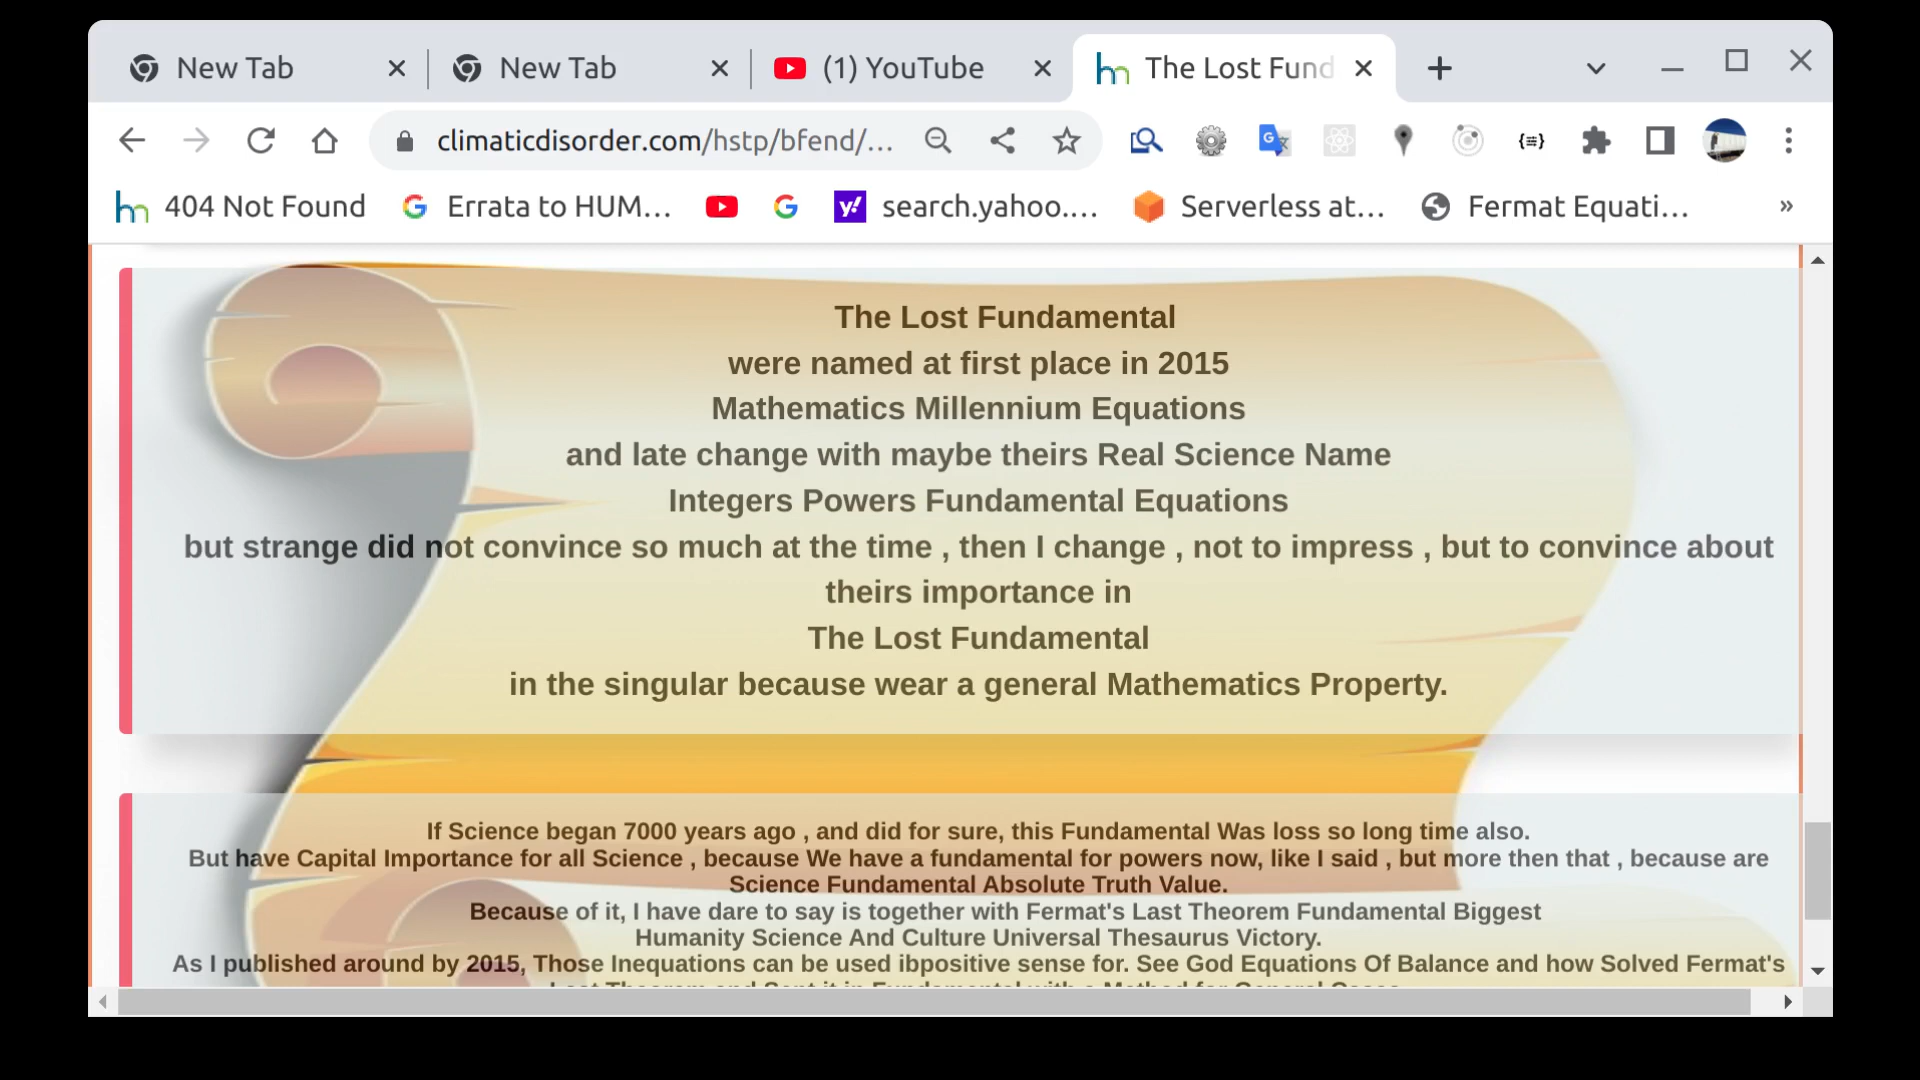 New Tab
New Tab
(1) YouTube
The Lost Fund
climaticdisorder.com/hstp/bfend/...
404 Not Found
Errata to HUM...
search.yahoo....
Serverless at...
Fermat Equati...
»
The Lost Fundamental
were named at first place in 2015
Mathematics Millennium Equations
and late change with maybe theirs Real Science Name
Integers Powers Fundamental Equations
but strange did not convince so much at the time , then I change , not to impress , but to convince about
theirs importance in
The Lost Fundamental
in the singular because wear a general Mathematics Property.
If Science began 7000 years ago , and did for sure, this Fundamental Was loss so long time also.
But have Capital Importance for all Science , because We have a fundamental for powers now, like I said , but more then that , because are
Science Fundamental Absolute Truth Value.
Because of it, I have dare to say is together with Fermat's Last Theorem Fundamental Biggest
Humanity Science And Culture Universal Thesaurus Victory.
As I published around by 2015, Those Inequations can be used ibpositive sense for. See God Equations Of Balance and how Solved Fermat's